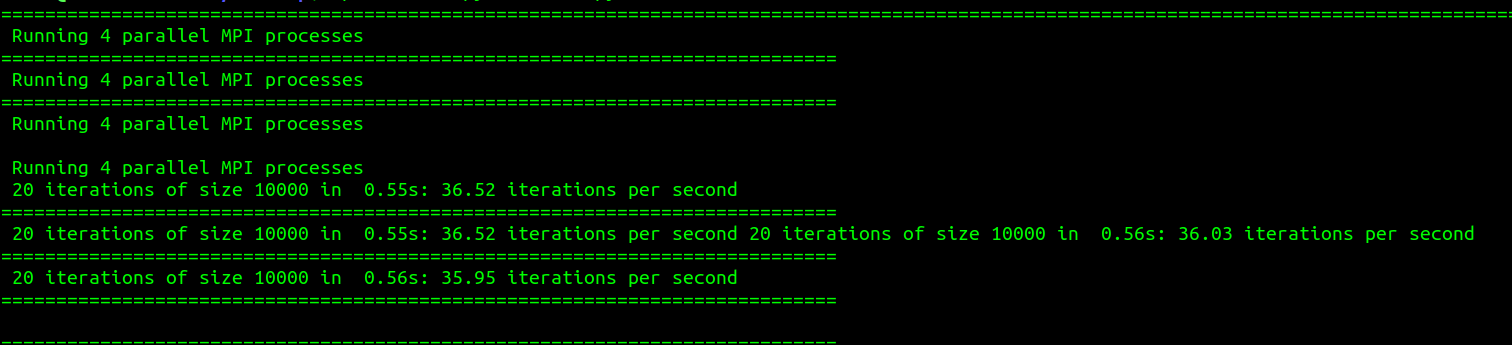 ============================================================================================================================================
 Running 4 parallel MPI processes
============================================================================
 Running 4 parallel MPI processes
============================================================================
 Running 4 parallel MPI processes

 Running 4 parallel MPI processes
 20 iterations of size 10000 in  0.55s: 36.52 iterations per second
============================================================================
 20 iterations of size 10000 in  0.55s: 36.52 iterations per second 20 iterations of size 10000 in  0.56s: 36.03 iterations per second
============================================================================
 20 iterations of size 10000 in  0.56s: 35.95 iterations per second
============================================================================

============================================================================